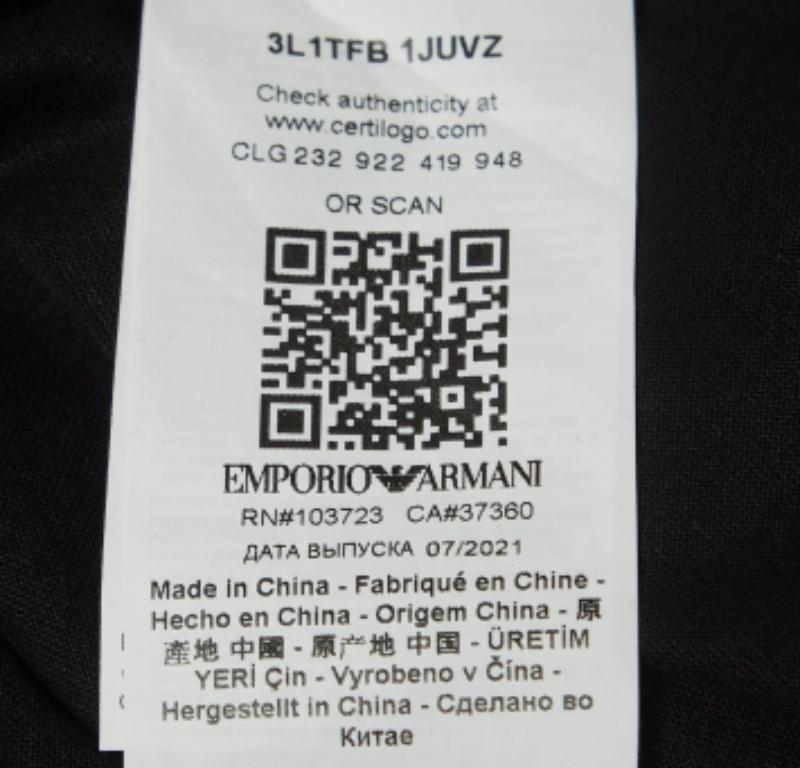 3L1TFB 1JUVZ
Check authenticity at
www.certilogo.com
CLG 232 922 419 948
OR SCAN
EMPORIO ARMANI
RN#103723 CA#37360
ДАТА ВЫПУСКА 07/2021
Made in China - Fabriqué en Chine -
Hecho en China - Origem China - 原
產地 中國 - 原产地 中国 - ÜRETİM
YERİ Çin - Vyrobeno v Čína -
Hergestellt in China - Сделано во
Китае